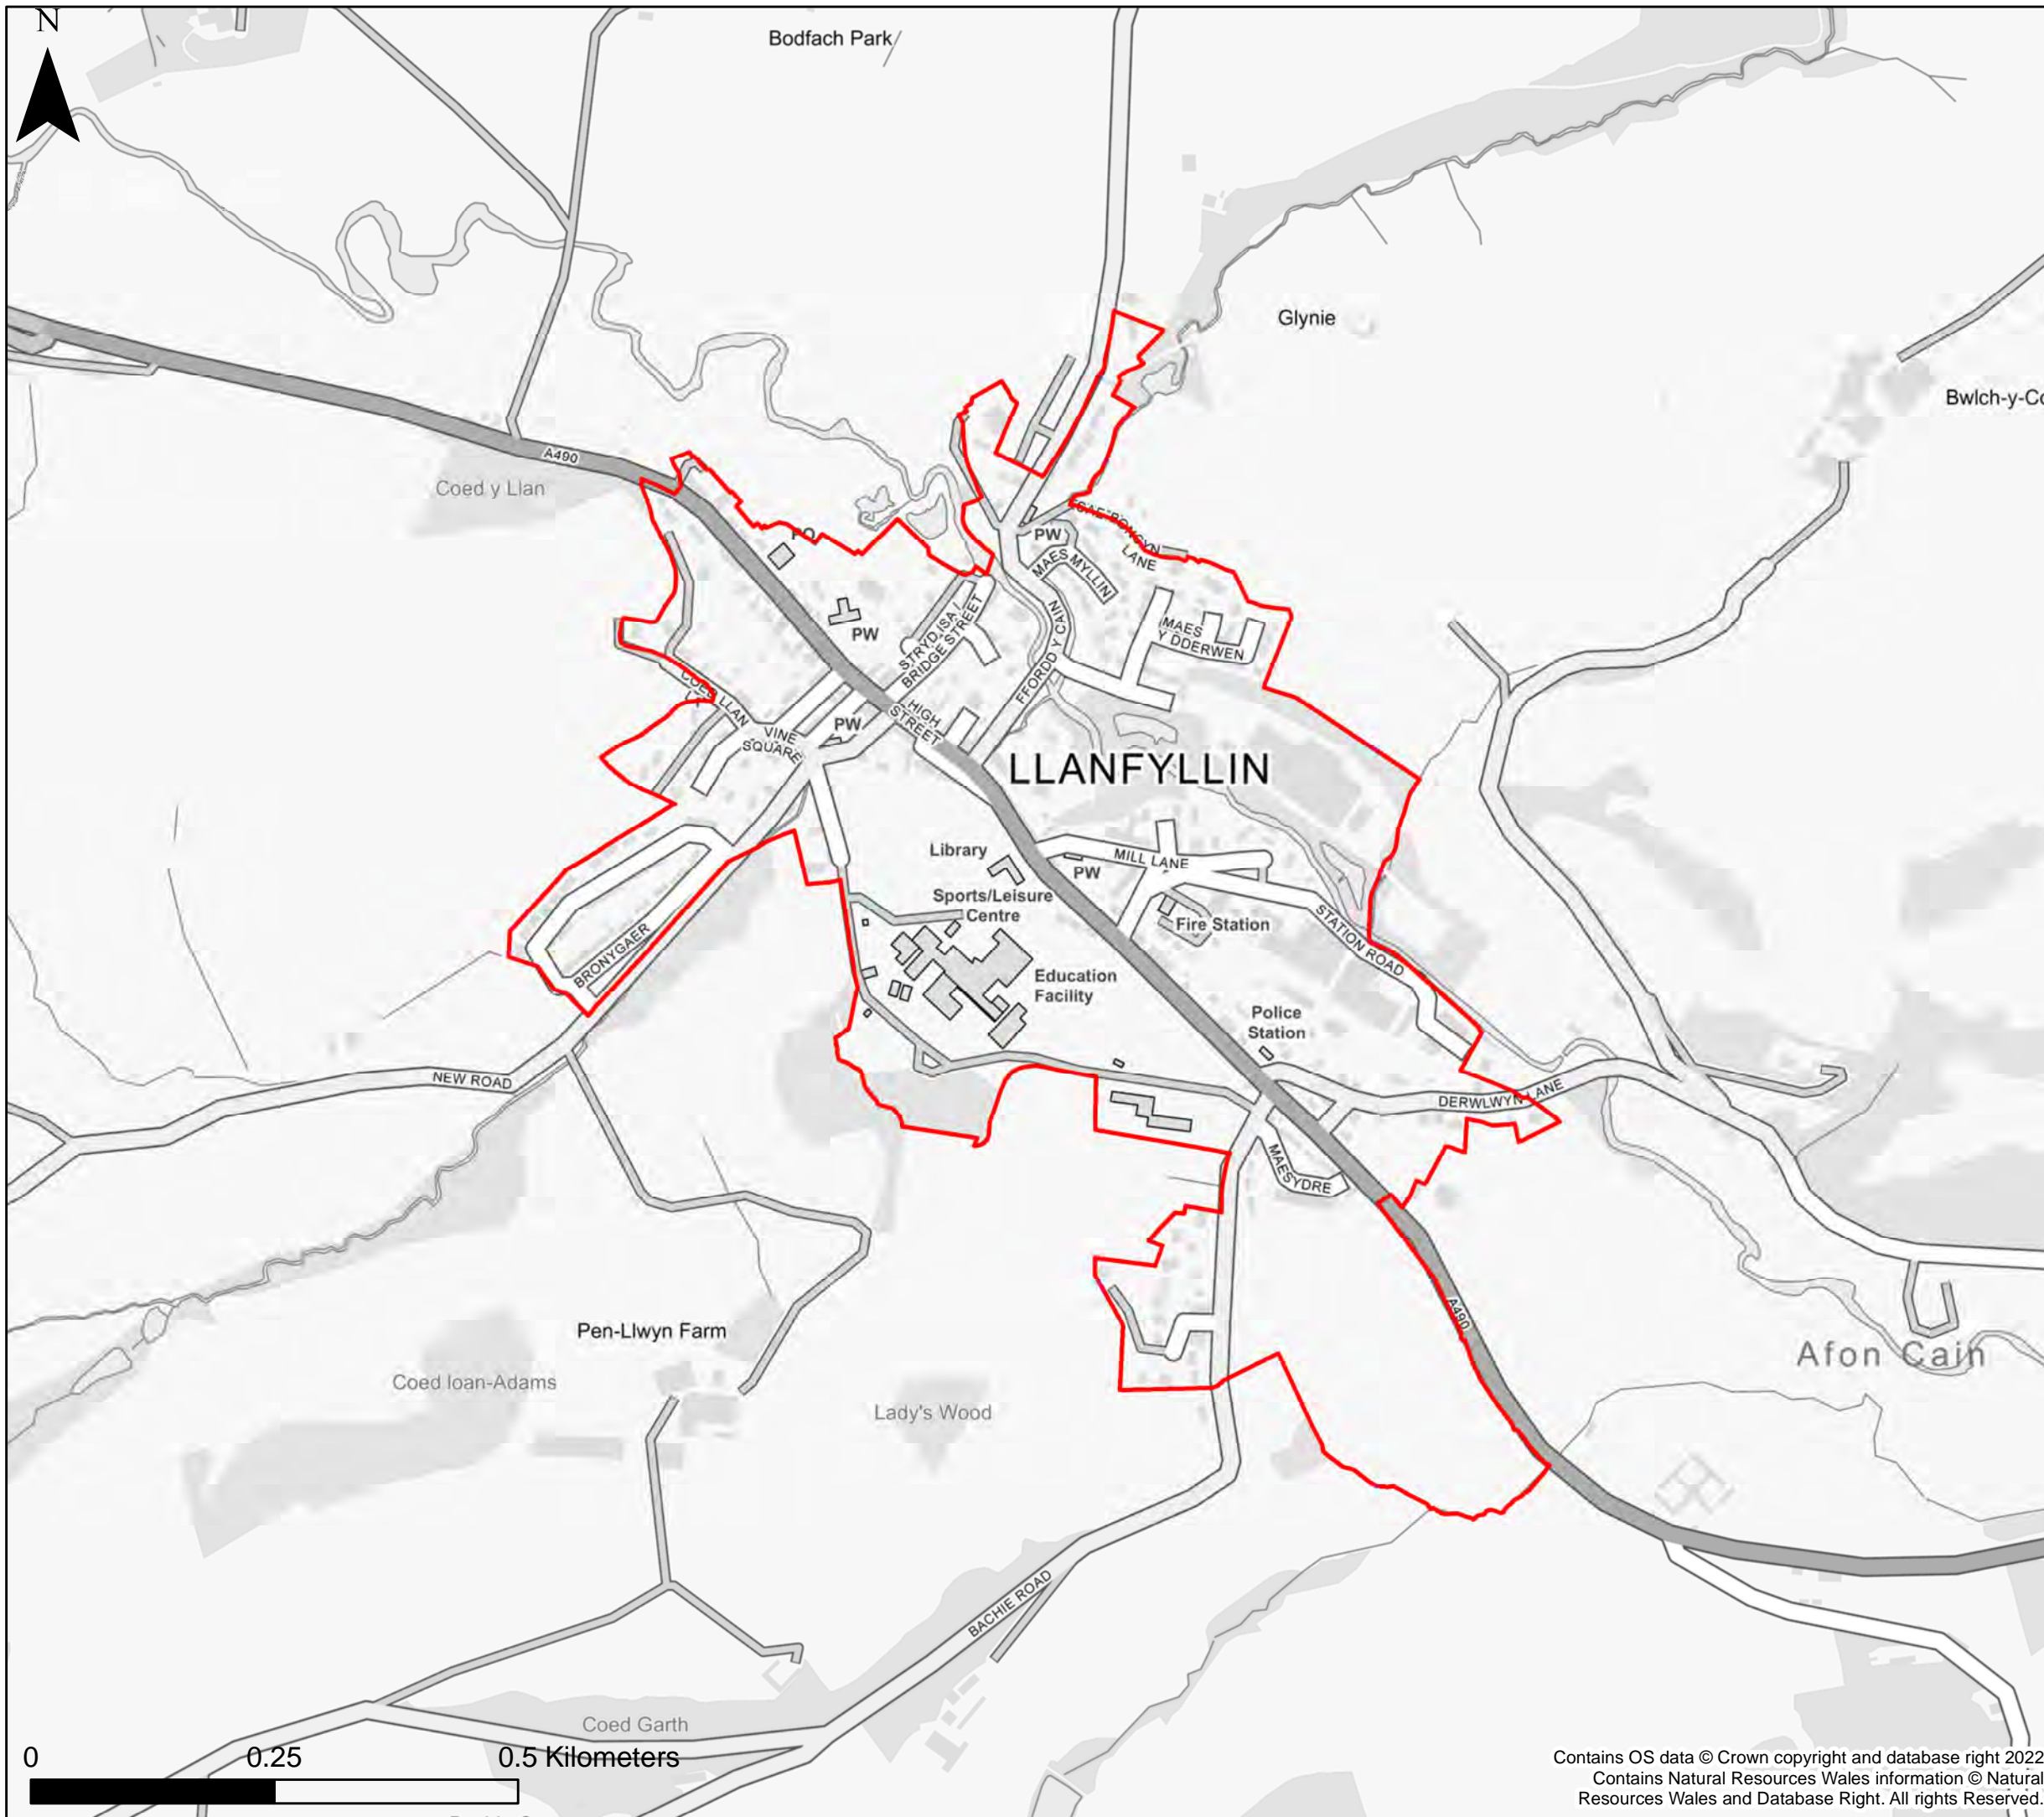 N
Bodfach Park
Glynie
Bwlch-y-Co
A490
Coed y Llan
PO
CAE BONCYN
LANE
PW
MAES MYLLIN
PW
STRYD ISA /
BRIDGE STREET
FFORDD Y CAIN
MAES
Y DDERWEN
COED LLAN
VINE
SQUARE
PW
HIGH
STREET
LLANFYLLIN
Library
MILL LANE
PW
Sports/Leisure
Centre
Fire Station
STATION ROAD
BRONYGAER
Education
Facility
Police
Station
NEW ROAD
DERWLWYN LANE
MAESYDRE
A490
Pen-Llwyn Farm
Afon Cain
Coed Ioan-Adams
Lady's Wood
BACHIE ROAD
Coed Garth
0 0.25 0.5 Kilometers
Contains OS data © Crown copyright and database right 2022
Contains Natural Resources Wales information © Natural
Resources Wales and Database Right. All rights Reserved.